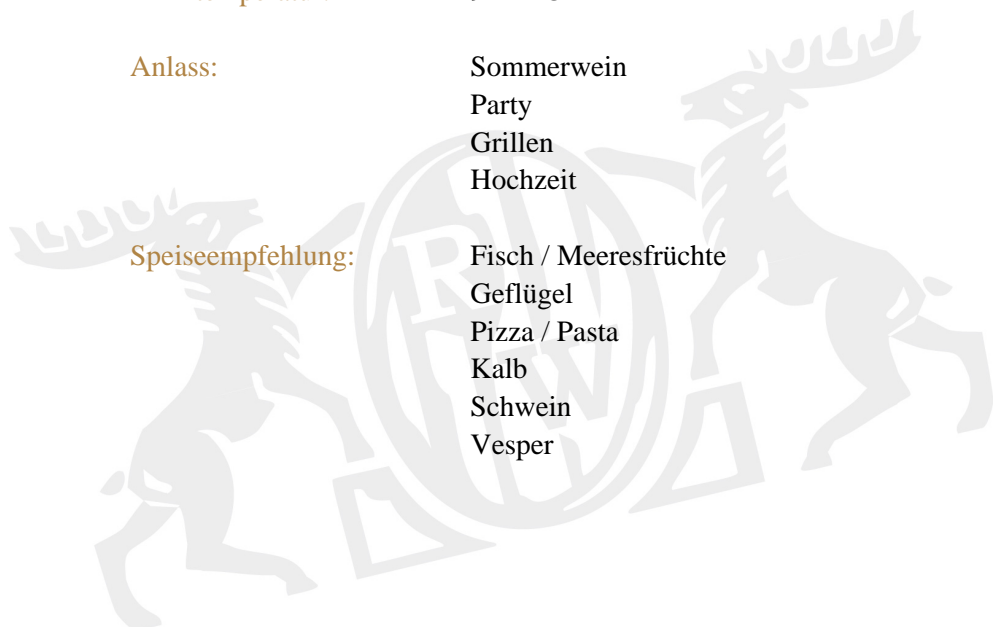 Anlass: Sommerwein
Party
Grillen
Hochzeit
Speiseempfehlung: Fisch / Meeresfrüchte
Geflügel
Pizza / Pasta
Kalb
Schwein
Vesper
R
W